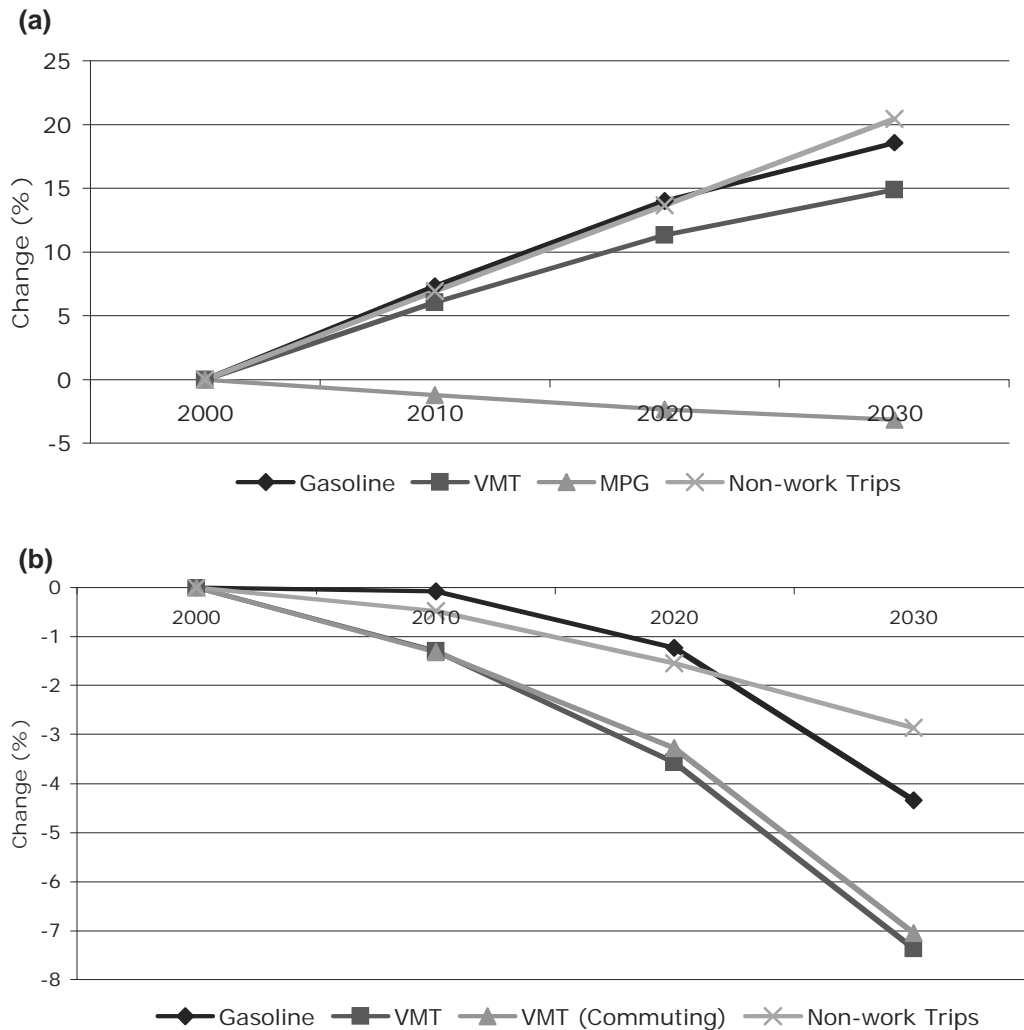 (a)
25
20
15
10
5
0
-5
Change (%)
2000 2010 2020 2030
Gasoline VMT MPG Non-work Trips
(b)
0
-1
-2
-3
-4
-5
-6
-7
-8
Change (%)
2000 2010 2020 2030
Gasoline VMT VMT (Commuting) Non-work Trips